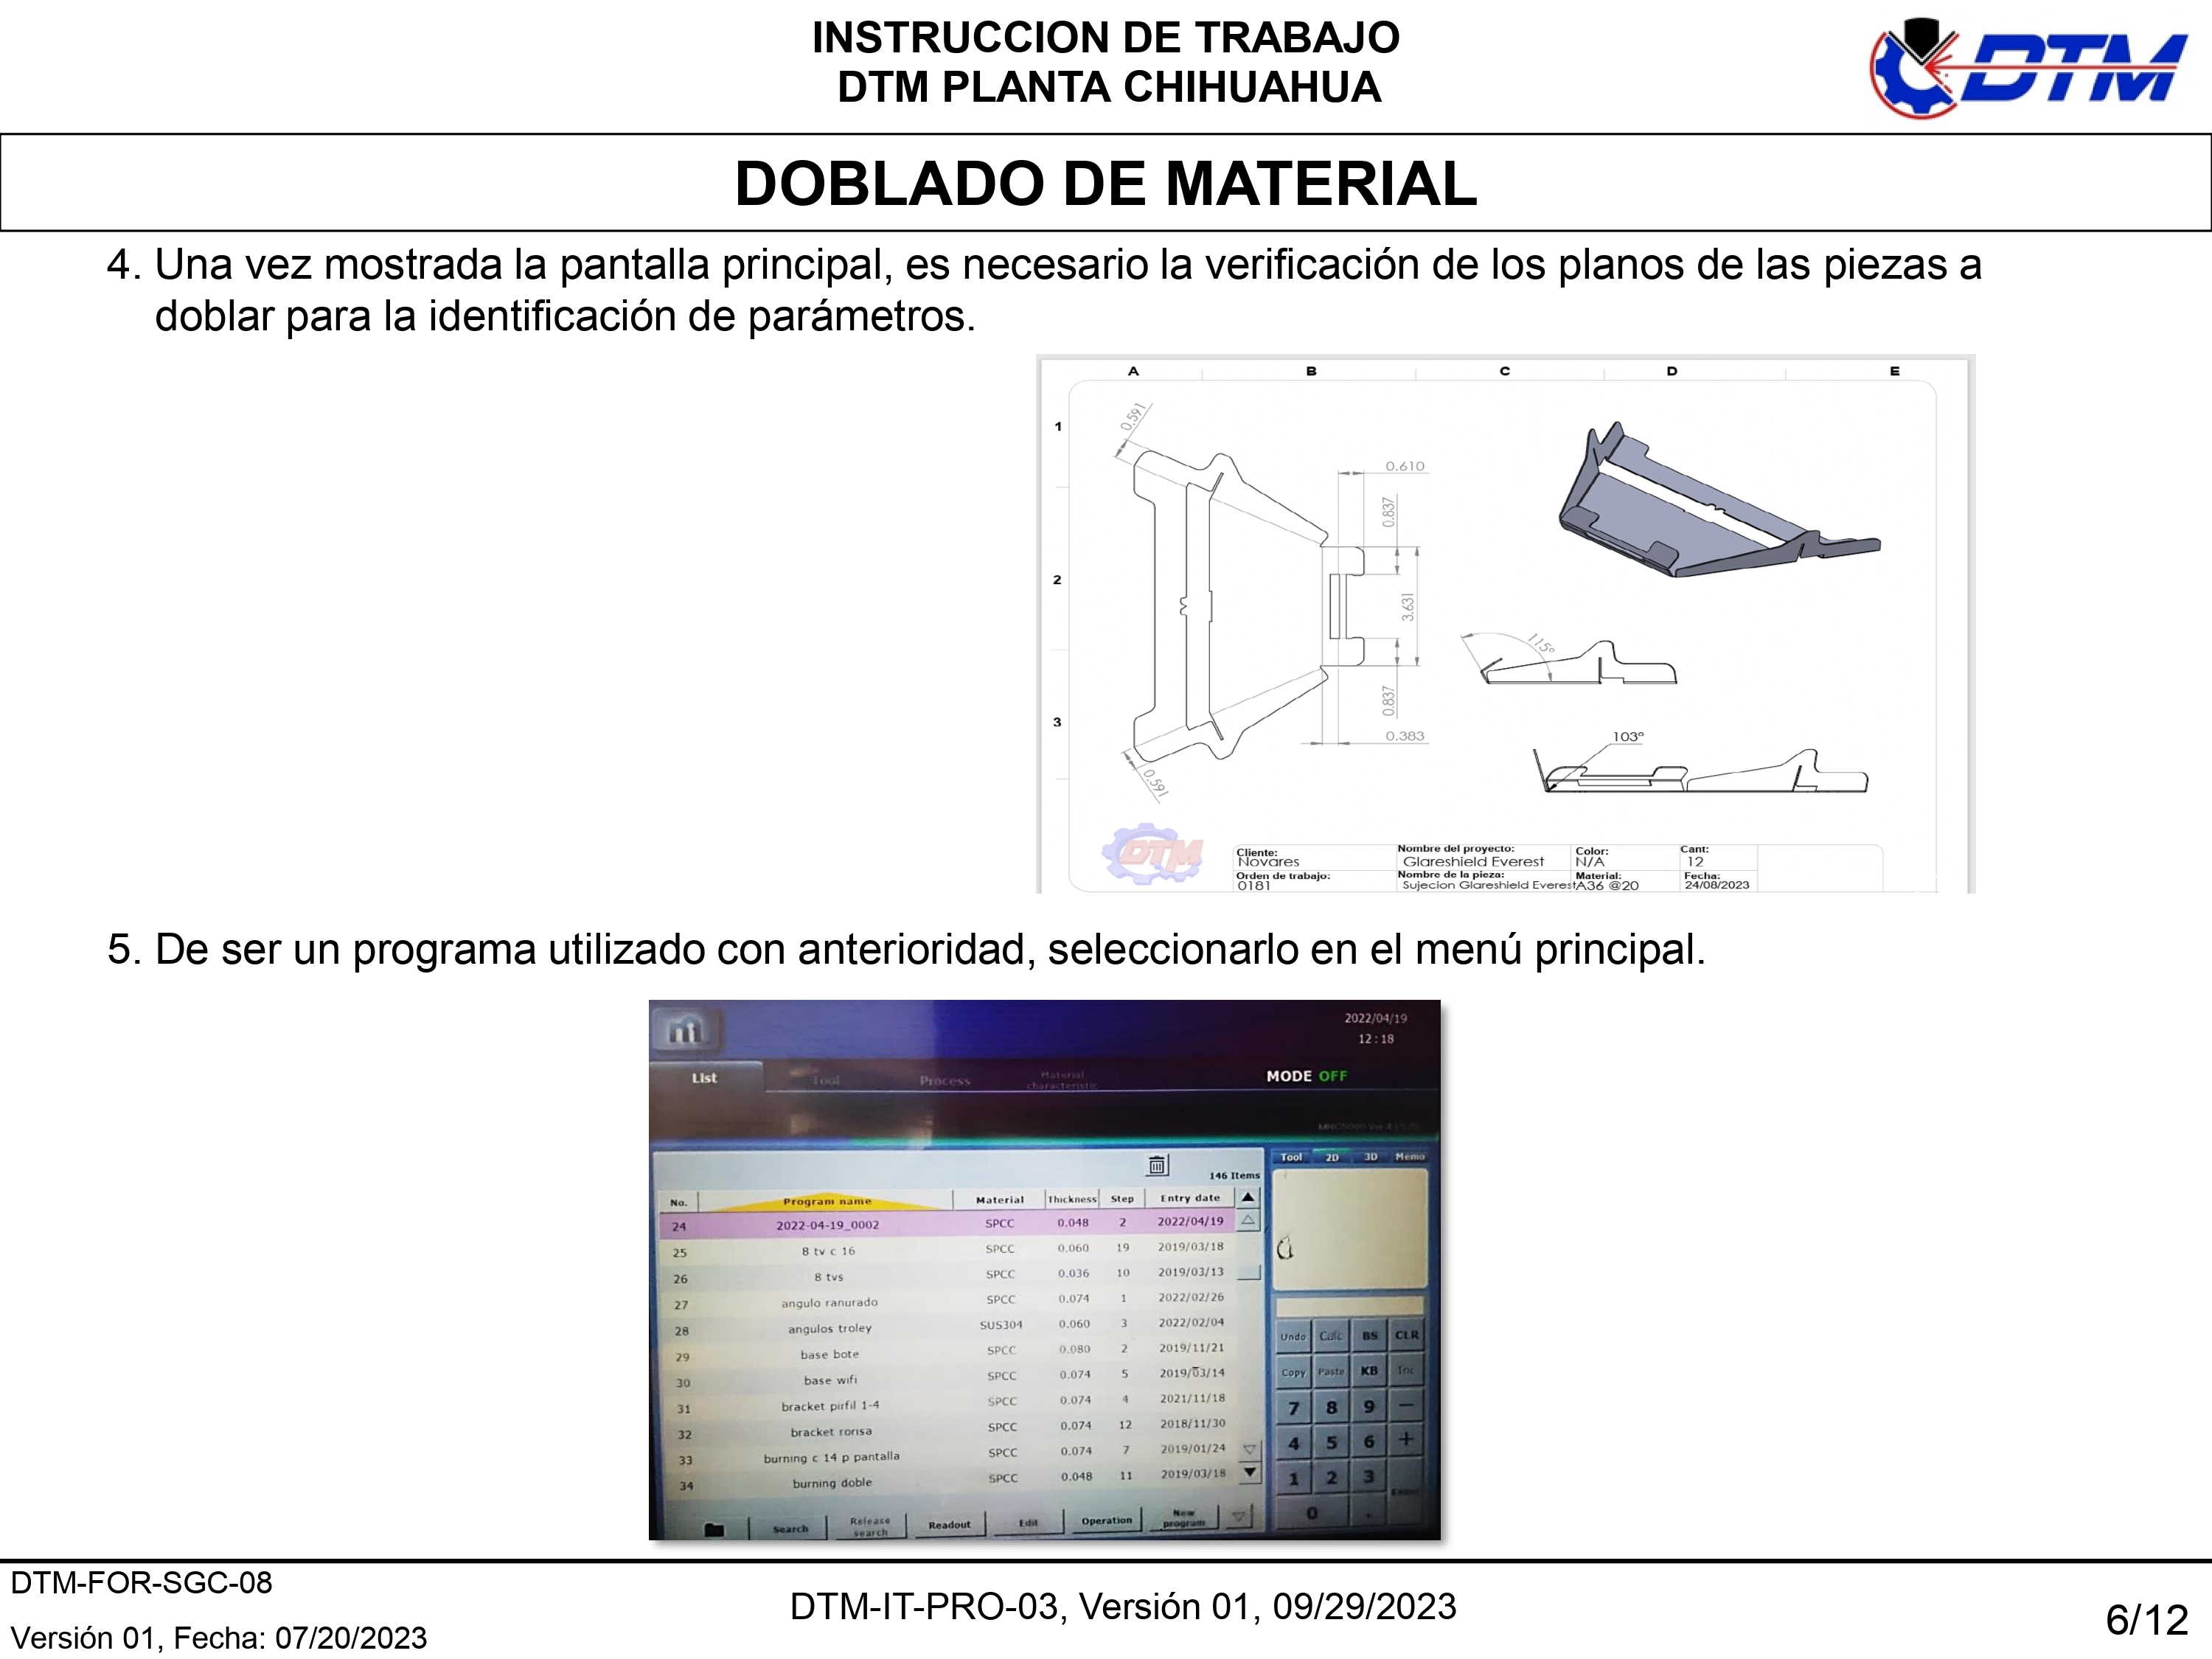 INSTRUCCION DE TRABAJO
DTM PLANTA CHIHUAHUA
DTM
DOBLADO DE MATERIAL
4. Una vez mostrada la pantalla principal, es necesario la verificación de los planos de las piezas a
doblar para la identificación de parámetros.
A B C D E
1
2
3
0.591
0.610
0.837
3.631
0.837
0.383
0.591
115°
103°
DTM
Cliente:
Novares
Nombre del proyecto:
Glareshield Everest
Color:
N/A
Cant:
12
Orden de trabajo:
0181
Nombre de la pieza:
Sujecion Glareshield Everest
Material:
A36 @20
Fecha:
24/08/2023
5. De ser un programa utilizado con anterioridad, seleccionarlo en el menú principal.
2022/04/19
12:18
List Tool Process Material characteristic
MODE OFF
146 Items
Tool 2D 3D Memo
No. Program name Material Thickness Step Entry date
24 2022-04-19_0002 SPCC 0.048 2 2022/04/19
25 8 tv c 16 SPCC 0.060 19 2019/03/18
26 8 tvs SPCC 0.036 10 2019/03/13
27 angulo ranurado SPCC 0.074 1 2022/02/26
28 angulos troley SUS304 0.060 3 2022/02/04
29 base bote SPCC 0.080 2 2019/11/21
30 base wifi SPCC 0.074 5 2019/03/14
31 bracket pirfil 1-4 SPCC 0.074 4 2021/11/18
32 bracket rorisa SPCC 0.074 12 2018/11/30
33 burning c 14 p pantalla SPCC 0.074 7 2019/01/24
34 burning doble SPCC 0.048 11 2019/03/18
Undo Calc BS CLR
Copy Paste KB Inc
7 8 9 −
4 5 6 +
1 2 3
Enter
0 .
Search Release search Readout Edit Operation New program
DTM-FOR-SGC-08
Versión 01, Fecha: 07/20/2023
DTM-IT-PRO-03, Versión 01, 09/29/2023
6/12